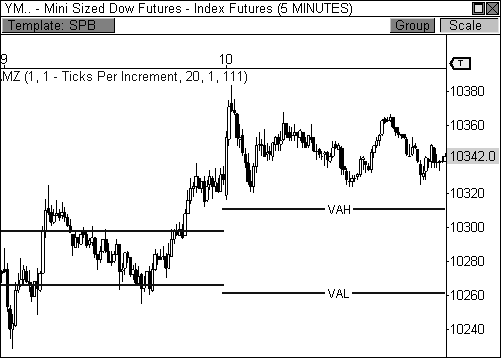 YM.. - Mini Sized Dow Futures - Index Futures (5 MINUTES)
Template: SPB Group Scale
9 10 T
MZ (1, 1 - Ticks Per Increment, 20, 1, 111)
10380
10360
10342.0
10320
VAH
10300
10280
VAL
10260
10240